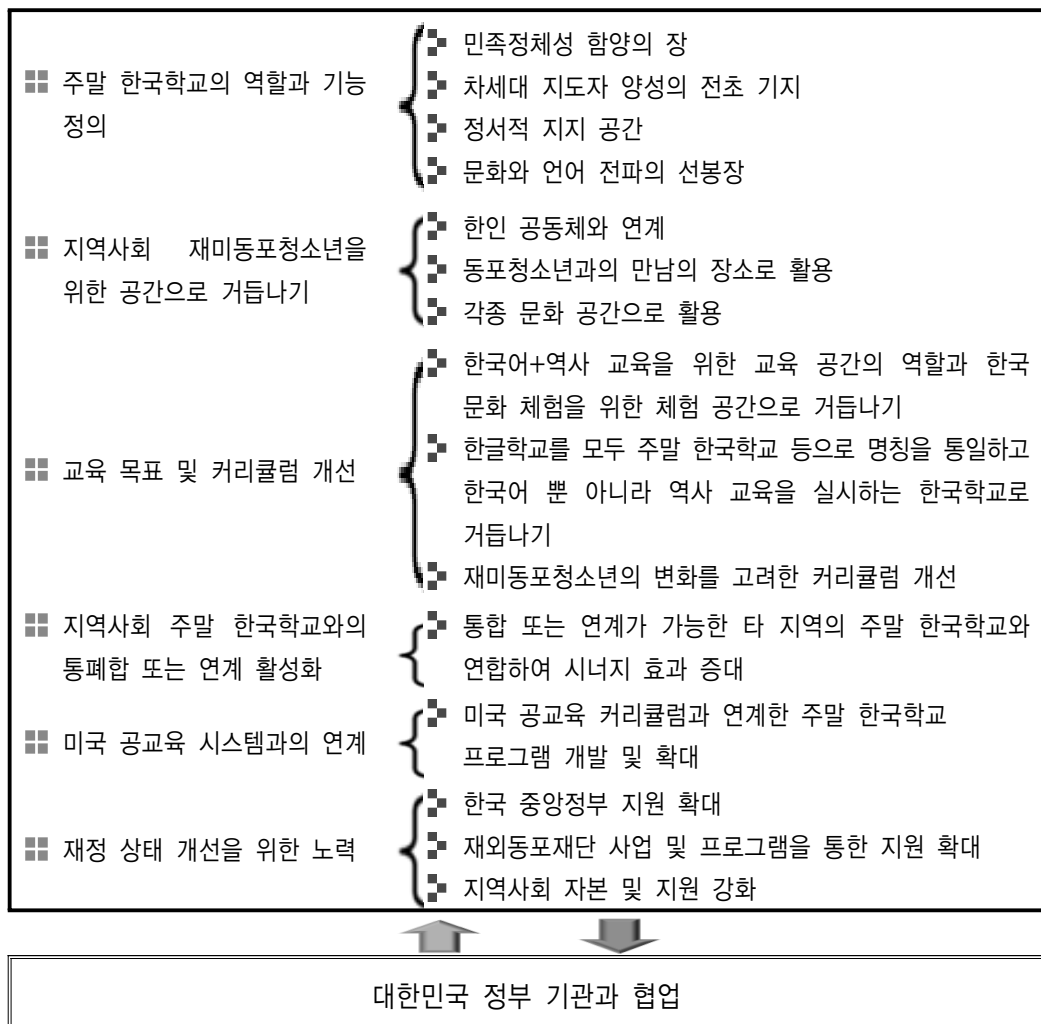 주말 한국학교의 역할과 기능
정의
민족정체성 함양의 장
차세대 지도자 양성의 전초 기지
정서적 지지 공간
문화와 언어 전파의 선봉장
지역사회 재미동포청소년을
위한 공간으로 거듭나기
한인 공동체와 연계
동포청소년과의 만남의 장소로 활용
각종 문화 공간으로 활용
교육 목표 및 커리큘럼 개선
한국어+역사 교육을 위한 교육 공간의 역할과 한국
문화 체험을 위한 체험 공간으로 거듭나기
한글학교를 모두 주말 한국학교 등으로 명칭을 통일하고
한국어 뿐 아니라 역사 교육을 실시하는 한국학교로
거듭나기
재미동포청소년의 변화를 고려한 커리큘럼 개선
지역사회 주말 한국학교와의
통폐합 또는 연계 활성화
통합 또는 연계가 가능한 타 지역의 주말 한국학교와
연합하여 시너지 효과 증대
미국 공교육 시스템과의 연계
미국 공교육 커리큘럼과 연계한 주말 한국학교
프로그램 개발 및 확대
재정 상태 개선을 위한 노력
한국 중앙정부 지원 확대
재외동포재단 사업 및 프로그램을 통한 지원 확대
지역사회 자본 및 지원 강화
대한민국 정부 기관과 협업